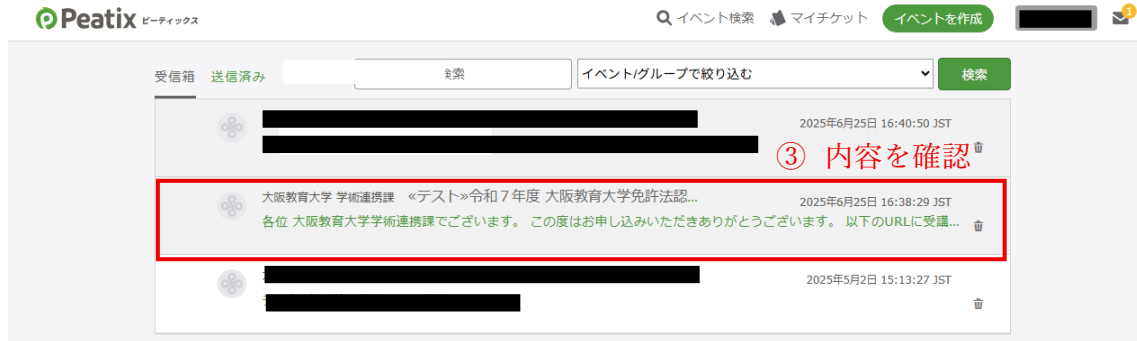 Peatix ピーティックス イベント検索 マイチケット イベントを作成 1
受信箱 送信済み 検索 イベント/グループで絞り込む 検索
2025年6月25日 16:40:50 JST
③ 内容を確認
大阪教育大学 学術連携課 «テスト»令和７年度 大阪教育大学免許法認... 2025年6月25日 16:38:29 JST
各位 大阪教育大学学術連携課でございます。 この度はお申し込みいただきありがとうございます。 以下のURLに受講...
2025年5月2日 15:13:27 JST